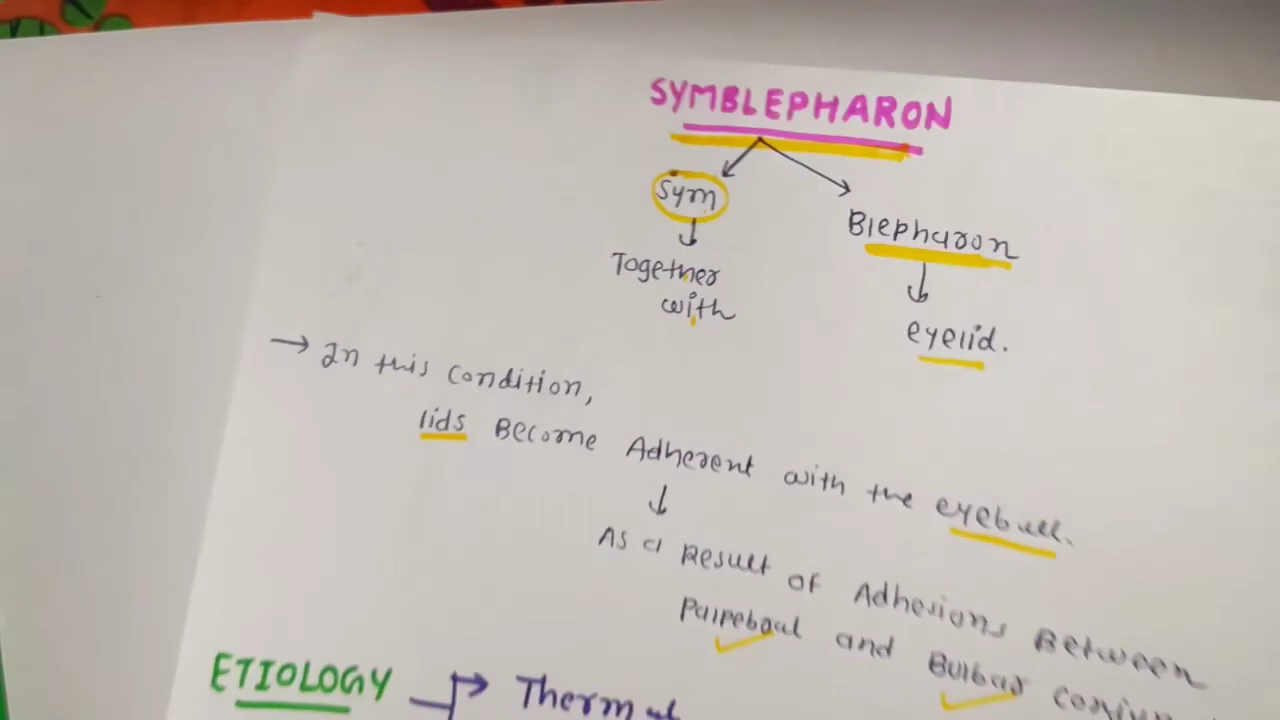 SYMBLEPHARON
Sym
Blepharon
Together
with
eyelid.
→ In this condition,
lids Become Adherent with the eyeball.
As a Result of Adhesions Between
Palpebral and Bulbar
ETIOLOGY → Thermal